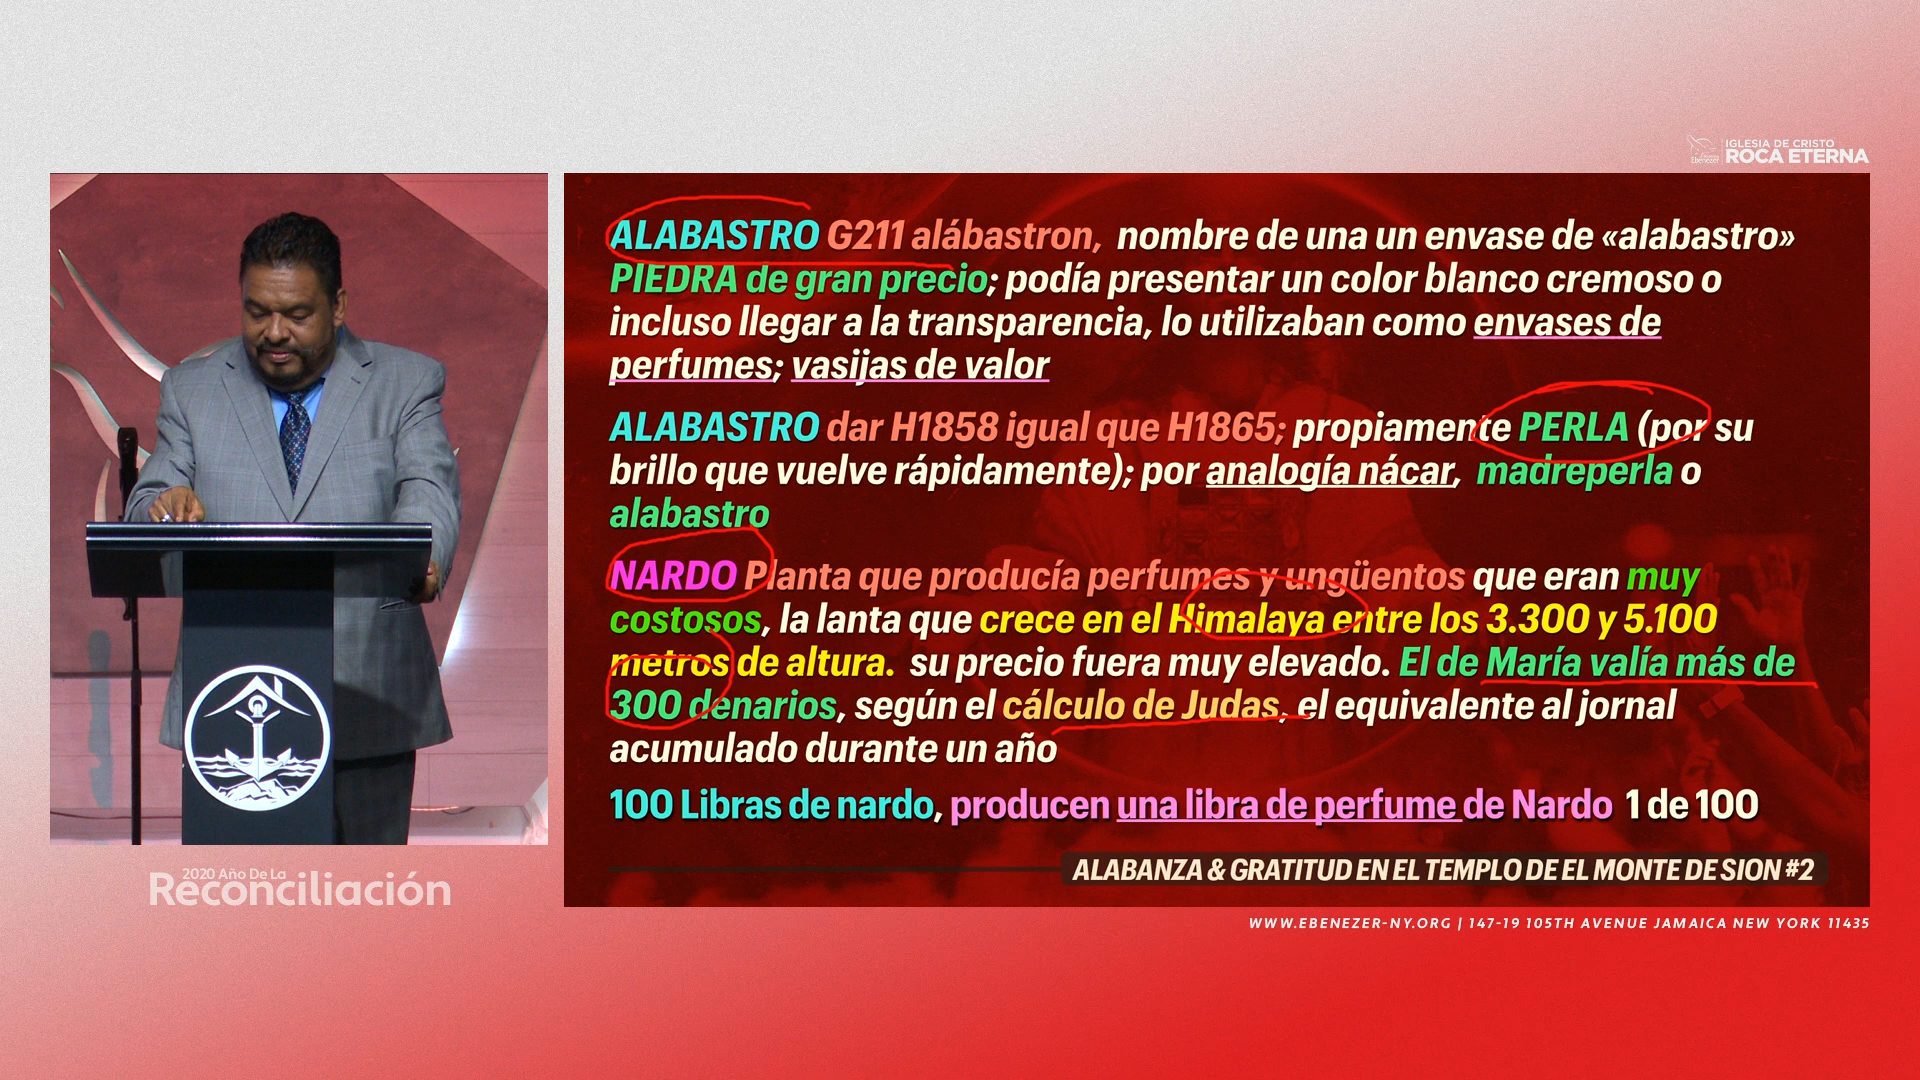 IGLESIA DE CRISTO
ROCA ETERNA
Ebenezer
ALABASTRO G211 alábastron, nombre de una un envase de «alabastro»
PIEDRA de gran precio; podía presentar un color blanco cremoso o
incluso llegar a la transparencia, lo utilizaban como envases de
perfumes; vasijas de valor
ALABASTRO dar H1858 igual que H1865; propiamente PERLA (por su
brillo que vuelve rápidamente); por analogía nácar, madreperla o
alabastro
NARDO Planta que producía perfumes y ungüentos que eran muy
costosos, la lanta que crece en el Himalaya entre los 3.300 y 5.100
metros de altura. su precio fuera muy elevado. El de María valía más de
300 denarios, según el cálculo de Judas, el equivalente al jornal
acumulado durante un año
100 Libras de nardo, producen una libra de perfume de Nardo 1 de 100
ALABANZA & GRATITUD EN EL TEMPLO DE EL MONTE DE SION #2
2020 Año De La
Reconciliación
WWW.EBENEZER-NY.ORG | 147-19 105TH AVENUE JAMAICA NEW YORK 11435